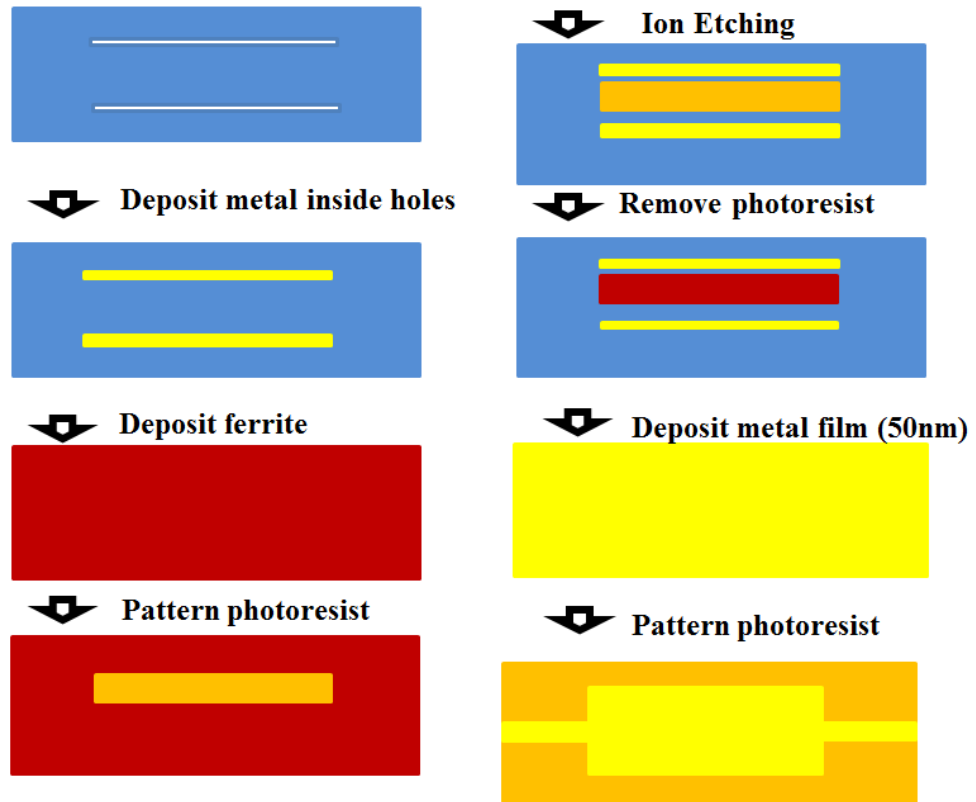 Deposit metal inside holes
Deposit ferrite
Pattern photoresist
Ion Etching
Remove photoresist
Deposit metal film (50nm)
Pattern photoresist